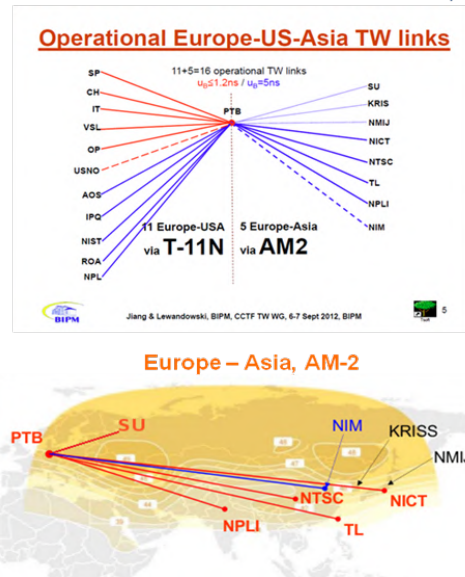 Operational Europe-US-Asia TW links
11+5=16 operational TW links
uB≤1.2ns / uB=5ns
PTB
SP
CH
IT
VSL
OP
USNO
AOS
IPQ
NIST
ROA
NPL
SU
KRIS
NMIJ
NICT
NTSC
TL
NPLI
NIM
11 Europe-USA
via T-11N
5 Europe-Asia
via AM2
BIPM
Jiang & Lewandowski, BIPM, CCTF TW WG, 6-7 Sept 2012, BIPM
5
Europe – Asia, AM-2
PTB
SU
NIM
KRISS
NMIJ
NTSC
NICT
NPLI
TL